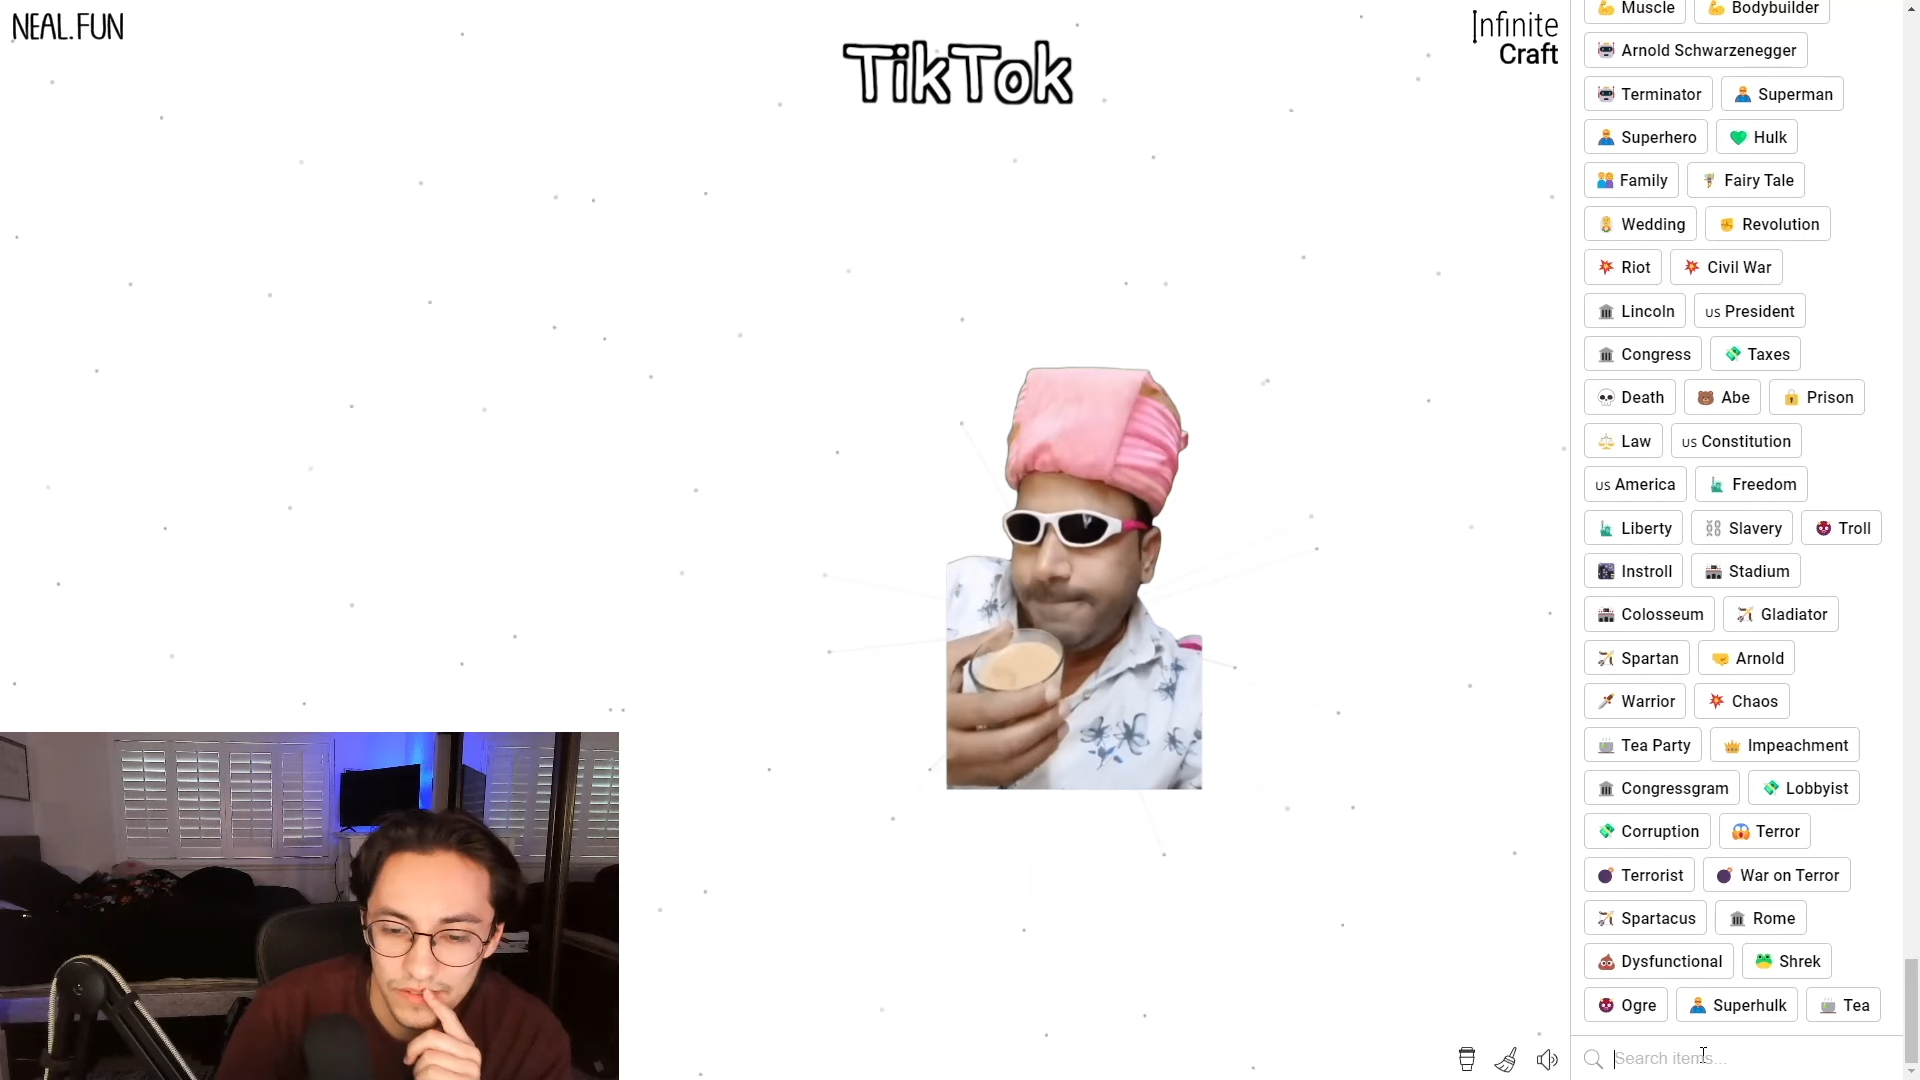 NEAL.FUN
TikTok
Infinite
Craft
Muscle Bodybuilder
Arnold Schwarzenegger
Terminator Superman
Superhero Hulk
Family Fairy Tale
Wedding Revolution
Riot Civil War
Lincoln US President
Congress Taxes
Death Abe Prison
Law US Constitution
US America Freedom
Liberty Slavery Troll
Instroll Stadium
Colosseum Gladiator
Spartan Arnold
Warrior Chaos
Tea Party Impeachment
Congressgram Lobbyist
Corruption Terror
Terrorist War on Terror
Spartacus Rome
Dysfunctional Shrek
Ogre Superhulk Tea
Search items...